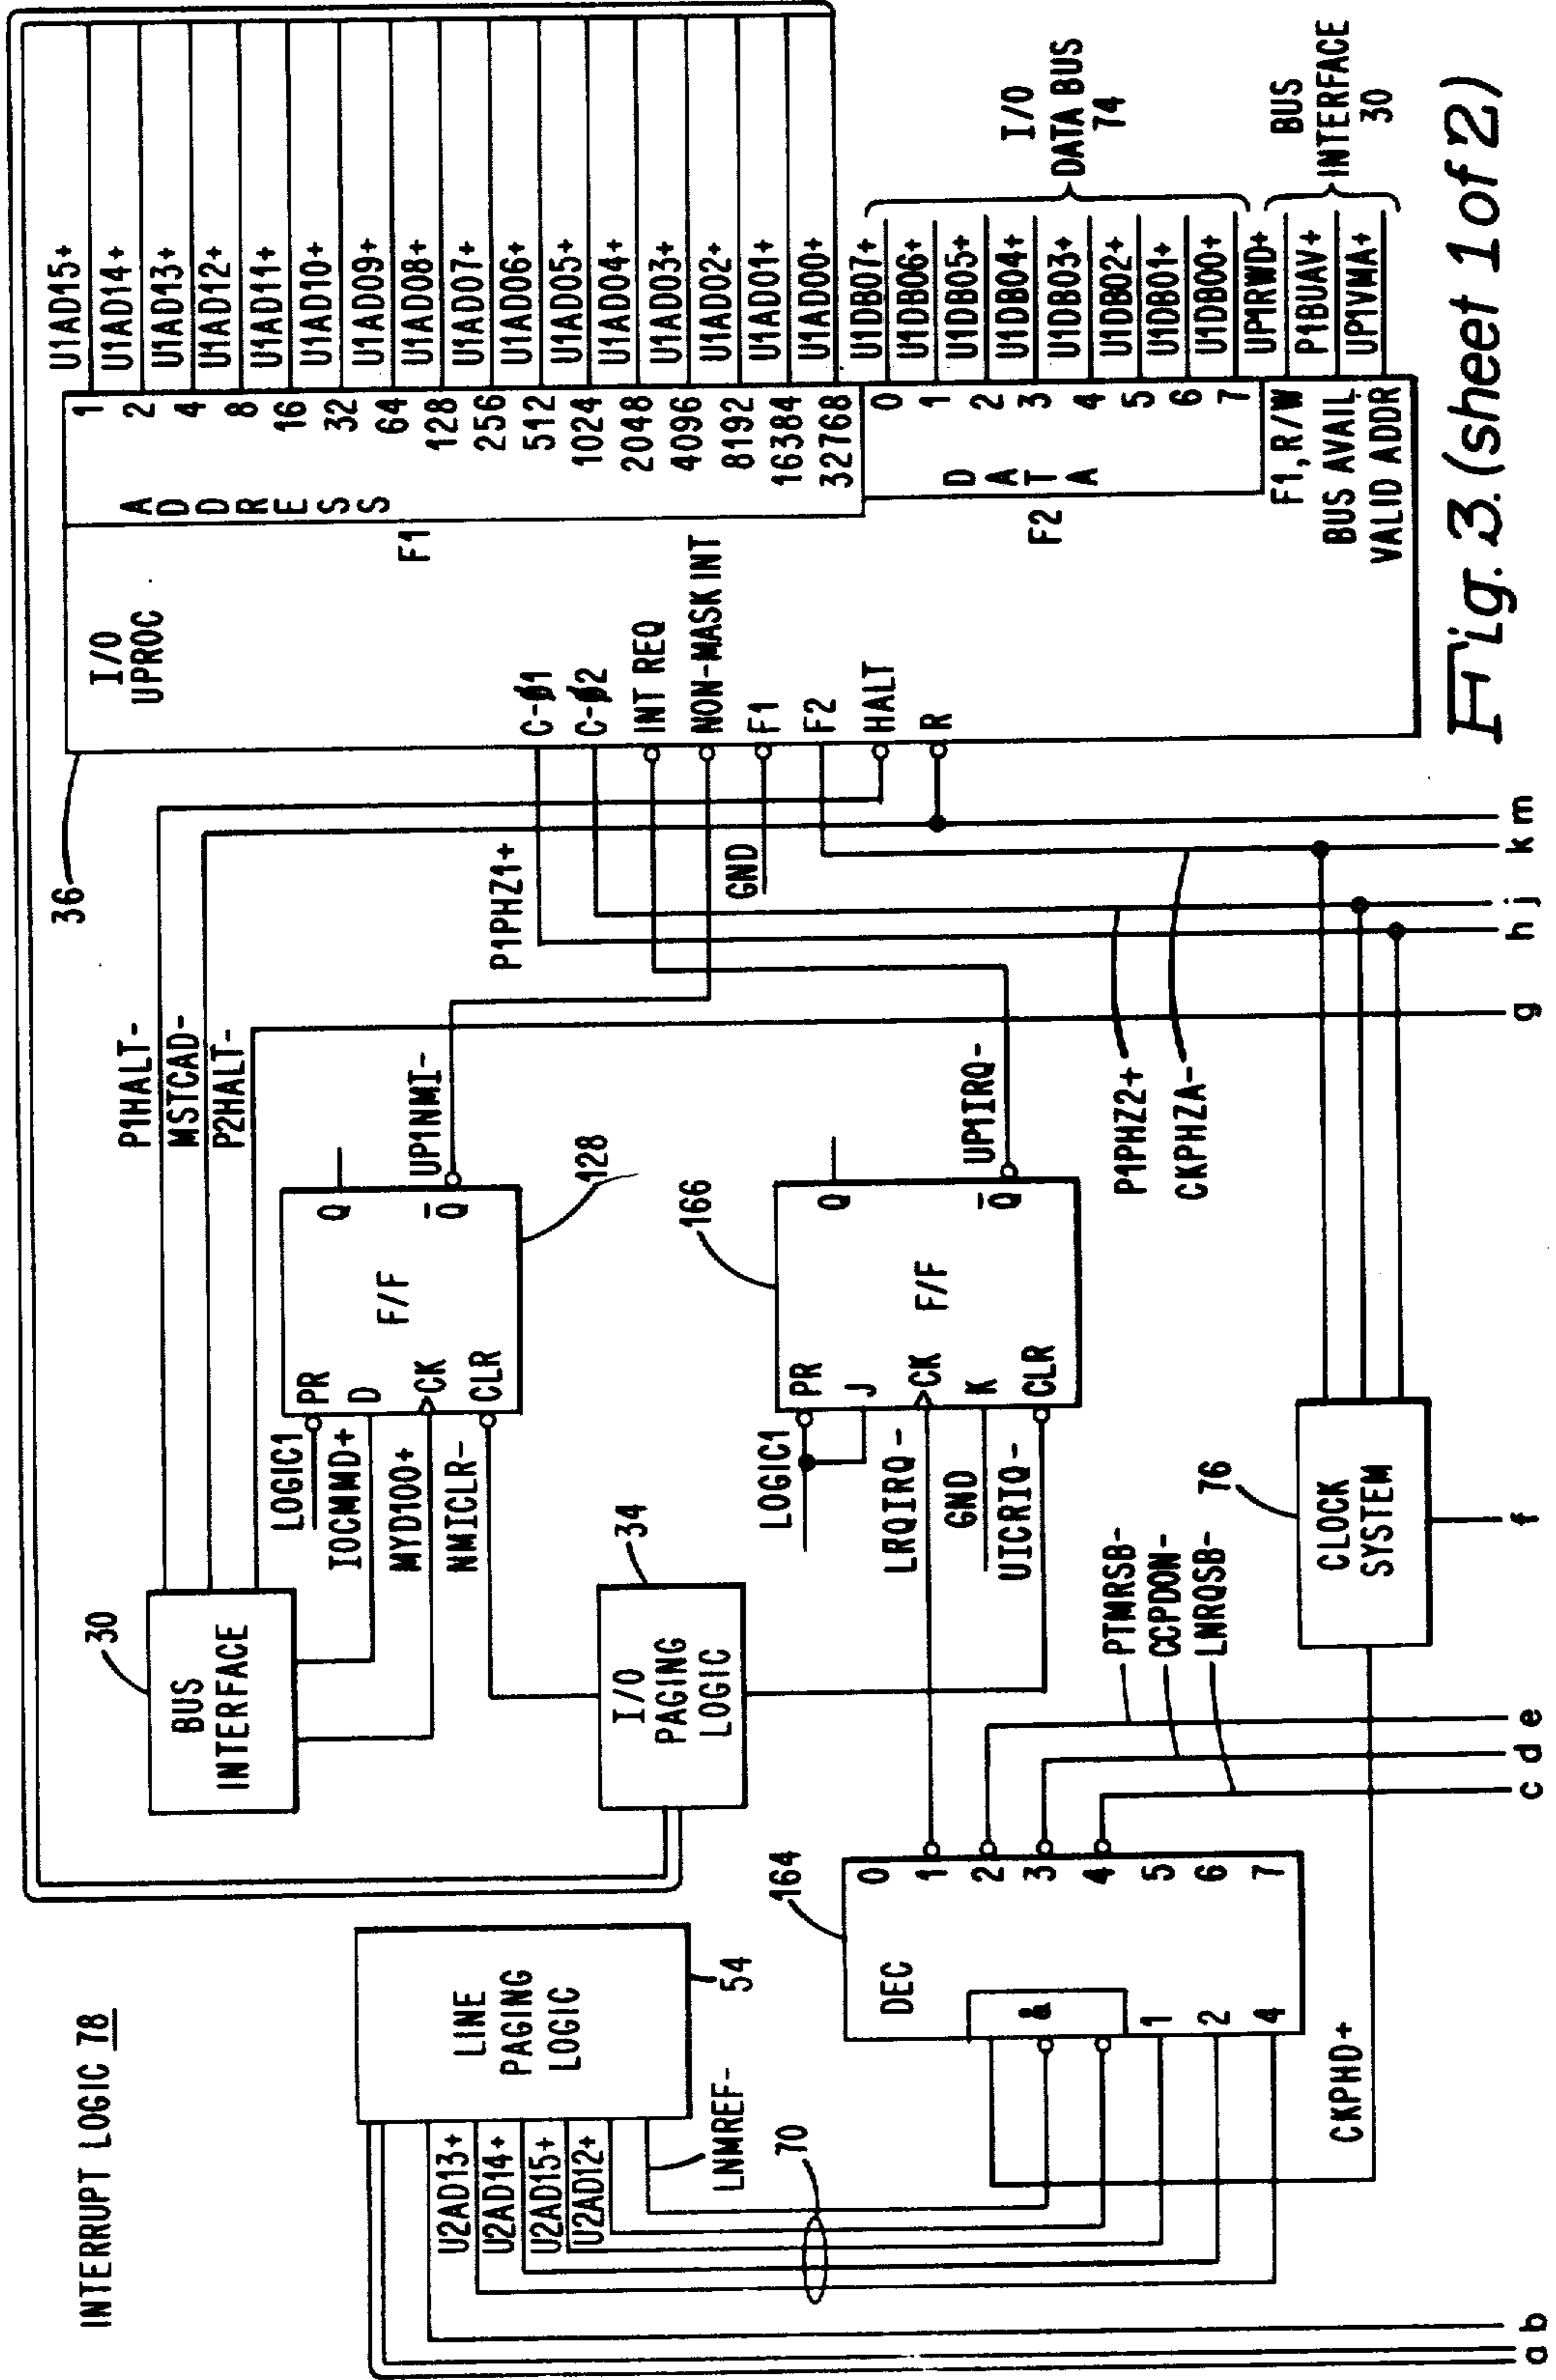 INTERRUPT LOGIC 78
30
BUS
INTERFACE
P1HALT-
MSTCAD-
P2HALT-
36
I/O
UPROC
ADDRESS
F1
1
2
4
8
16
32
64
128
256
512
1024
2048
4096
8192
16384
32768
U1AD15+
U1AD14+
U1AD13+
U1AD12+
U1AD11+
U1AD10+
U1AD09+
U1AD08+
U1AD07+
U1AD06+
U1AD05+
U1AD04+
U1AD03+
U1AD02+
U1AD01+
U1AD00+
DATA
F2
0
1
2
3
4
5
6
7
U1DB07+
U1DB06+
U1DB05+
U1DB04+
U1DB03+
U1DB02+
U1DB01+
U1DB00+
I/O
DATA BUS
74
F1, R/W
BUS AVAIL
VALID ADDR
UP1RWD+
P1BUAV+
UP1VMA+
BUS
INTERFACE
30
C-Ø1
C-Ø2
INT REQ
NON-MASK INT
F1
F2
HALT
R
P1PHZ1+
GND
LOGIC1
IOCMMD+
MYD100+
NMICLR-
PR
D
CK
CLR
F/F
Q
Q̅
UP1NMI-
128
34
I/O
PAGING
LOGIC
LOGIC1
LRQIRQ-
GND
UICRIQ-
PR
J
CK
K
CLR
F/F
Q
Q̅
166
UP1IRQ-
P1PHZ2+
CKPHZA-
LINE
PAGING
LOGIC
54
U2AD13+
U2AD14+
U2AD15+
U2AD12+
LNMREF-
70
164
DEC
&
1
2
4
0
1
2
3
4
5
6
7
PTMRSB-
CCPDON-
LNRQSB-
CKPHD+
76
CLOCK
SYSTEM
a
b
c
d
e
f
g
h
j
k
m
Fig. 3. (sheet 1 of 2)